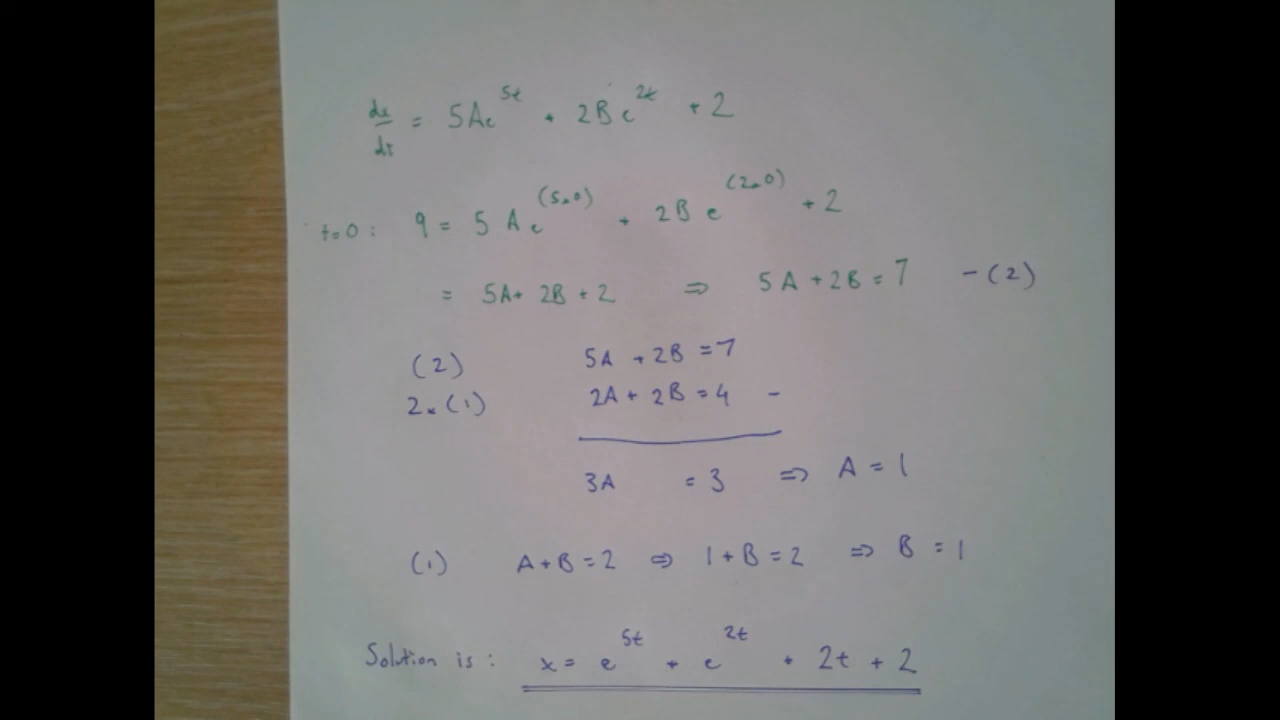 dx/dt = 5Ae^5t + 2Be^2t + 2
t=0: 9 = 5Ae^(5×0) + 2Be^(2×0) + 2
= 5A + 2B + 2 ⇒ 5A + 2B = 7 -(2)
(2) 5A + 2B = 7
2×(1) 2A + 2B = 4 -
3A = 3 ⇒ A = 1
(1) A+B=2 ⇒ 1+B=2 ⇒ B=1
Solution is: x = e^5t + e^2t + 2t + 2